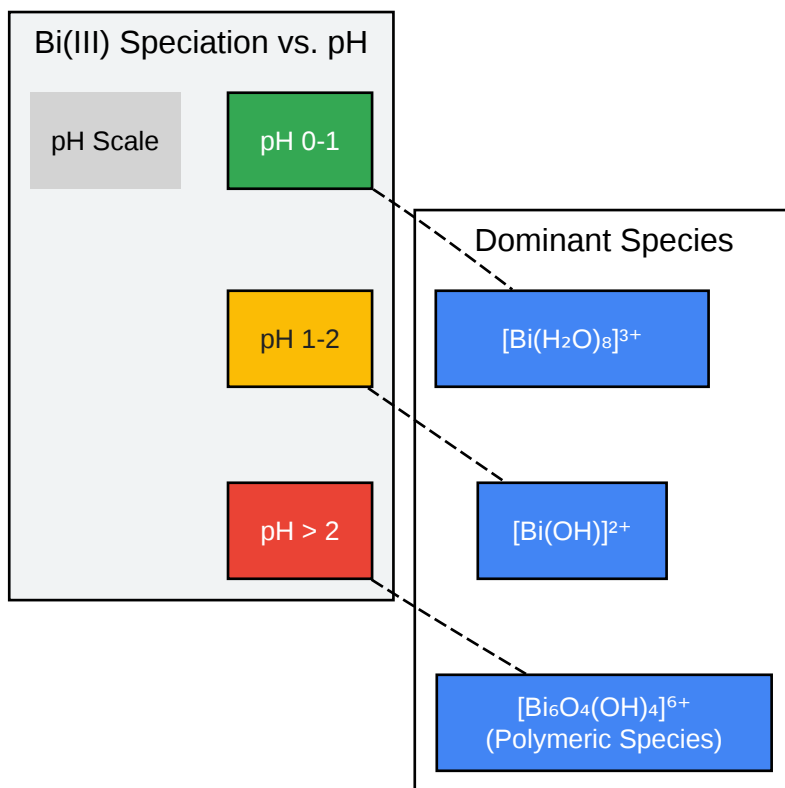 Bi(III) Speciation vs. pH
pH Scale
pH 0-1
Dominant Species
pH 1-2
[Bi(H₂O)₈]³⁺
pH > 2
[Bi(OH)]²⁺
[Bi₆O₄(OH)₄]⁶⁺
(Polymeric Species)